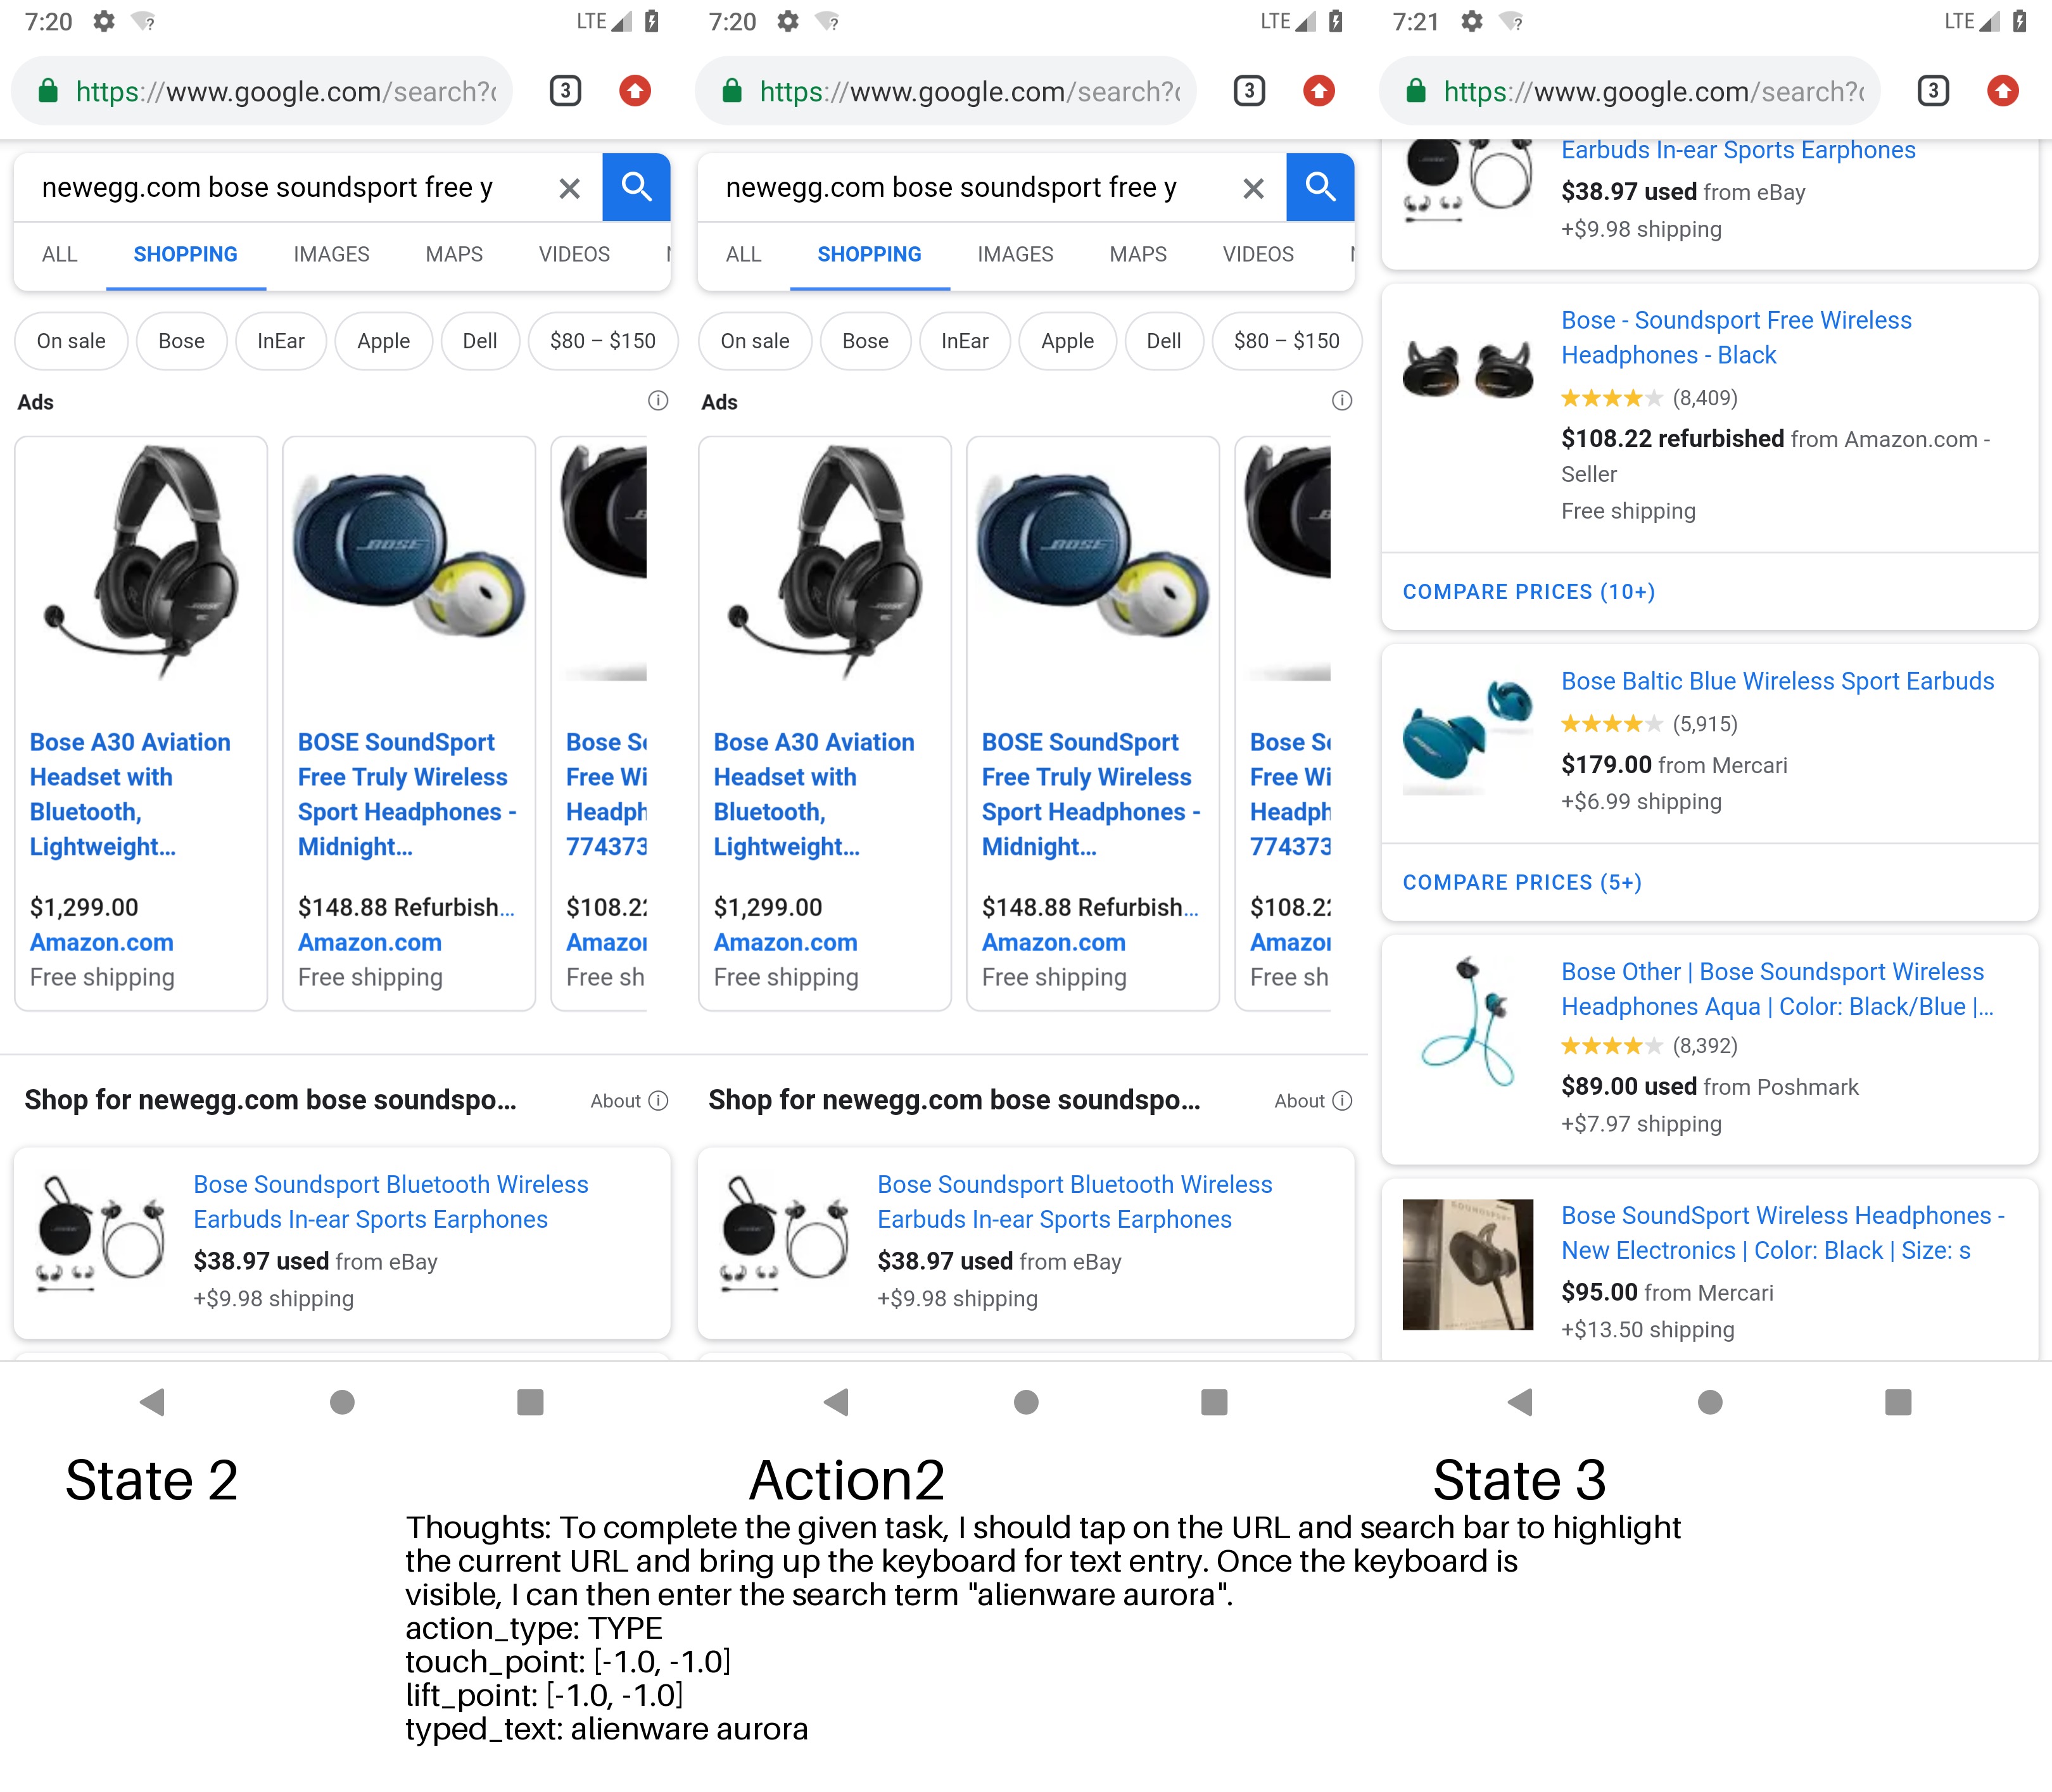 7:20
LTE
https://www.google.com/search?
3
newegg.com bose soundsport free y
ALL SHOPPING IMAGES MAPS VIDEOS
On sale Bose InEar Apple Dell $80 – $150
Ads
Bose A30 Aviation
Headset with
Bluetooth,
Lightweight...
$1,299.00
Amazon.com
Free shipping
BOSE SoundSport
Free Truly Wireless
Sport Headphones -
Midnight...
$148.88 Refurbish...
Amazon.com
Free shipping
Bose S
Free Wi
Headph
774373
$108.22
Amazo
Free sh
Shop for newegg.com bose soundspo... About
Bose Soundsport Bluetooth Wireless
Earbuds In-ear Sports Earphones
$38.97 used from eBay
+$9.98 shipping
State 2
7:20
LTE
https://www.google.com/search?
3
newegg.com bose soundsport free y
ALL SHOPPING IMAGES MAPS VIDEOS
On sale Bose InEar Apple Dell $80 – $150
Ads
Bose A30 Aviation
Headset with
Bluetooth,
Lightweight...
$1,299.00
Amazon.com
Free shipping
BOSE SoundSport
Free Truly Wireless
Sport Headphones -
Midnight...
$148.88 Refurbish...
Amazon.com
Free shipping
Bose S
Free Wi
Headph
774373
$108.22
Amazo
Free sh
Shop for newegg.com bose soundspo... About
Bose Soundsport Bluetooth Wireless
Earbuds In-ear Sports Earphones
$38.97 used from eBay
+$9.98 shipping
Action2
7:21
LTE
https://www.google.com/search?
3
Earbuds In-ear Sports Earphones
$38.97 used from eBay
+$9.98 shipping
Bose - Soundsport Free Wireless
Headphones - Black
(8,409)
$108.22 refurbished from Amazon.com -
Seller
Free shipping
COMPARE PRICES (10+)
Bose Baltic Blue Wireless Sport Earbuds
(5,915)
$179.00 from Mercari
+$6.99 shipping
COMPARE PRICES (5+)
Bose Other | Bose Soundsport Wireless
Headphones Aqua | Color: Black/Blue |...
(8,392)
$89.00 used from Poshmark
+$7.97 shipping
Bose SoundSport Wireless Headphones -
New Electronics | Color: Black | Size: s
$95.00 from Mercari
+$13.50 shipping
State 3
Thoughts: To complete the given task, I should tap on the URL and search bar to highlight
the current URL and bring up the keyboard for text entry. Once the keyboard is
visible, I can then enter the search term "alienware aurora".
action_type: TYPE
touch_point: [-1.0, -1.0]
lift_point: [-1.0, -1.0]
typed_text: alienware aurora